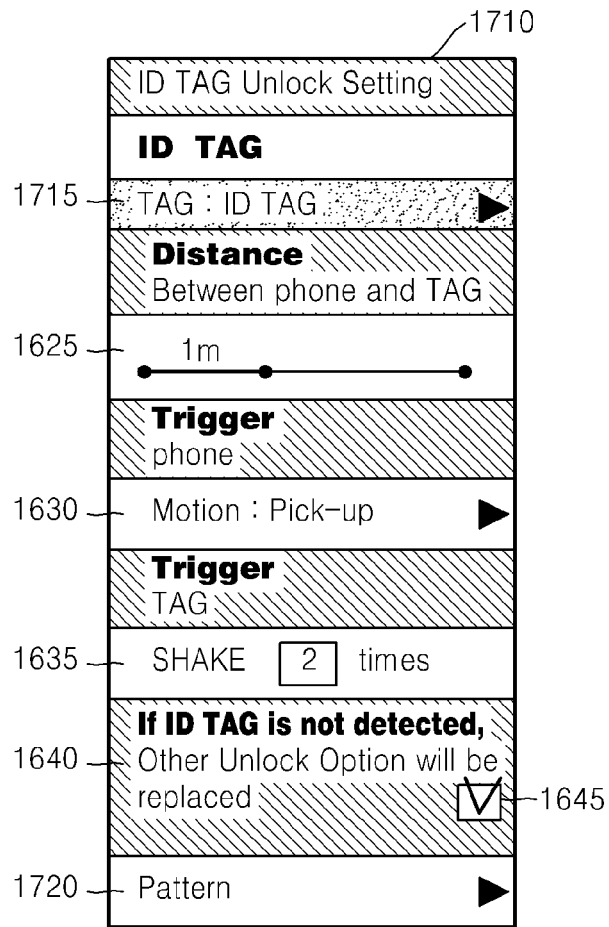 1710
ID TAG Unlock Setting
ID TAG
1715
TAG : ID TAG
Distance
Between phone and TAG
1625
1m
Trigger
phone
1630
Motion : Pick-up
Trigger
TAG
1635
SHAKE 2 times
If ID TAG is not detected,
1640
Other Unlock Option will be
replaced
1645
1720
Pattern